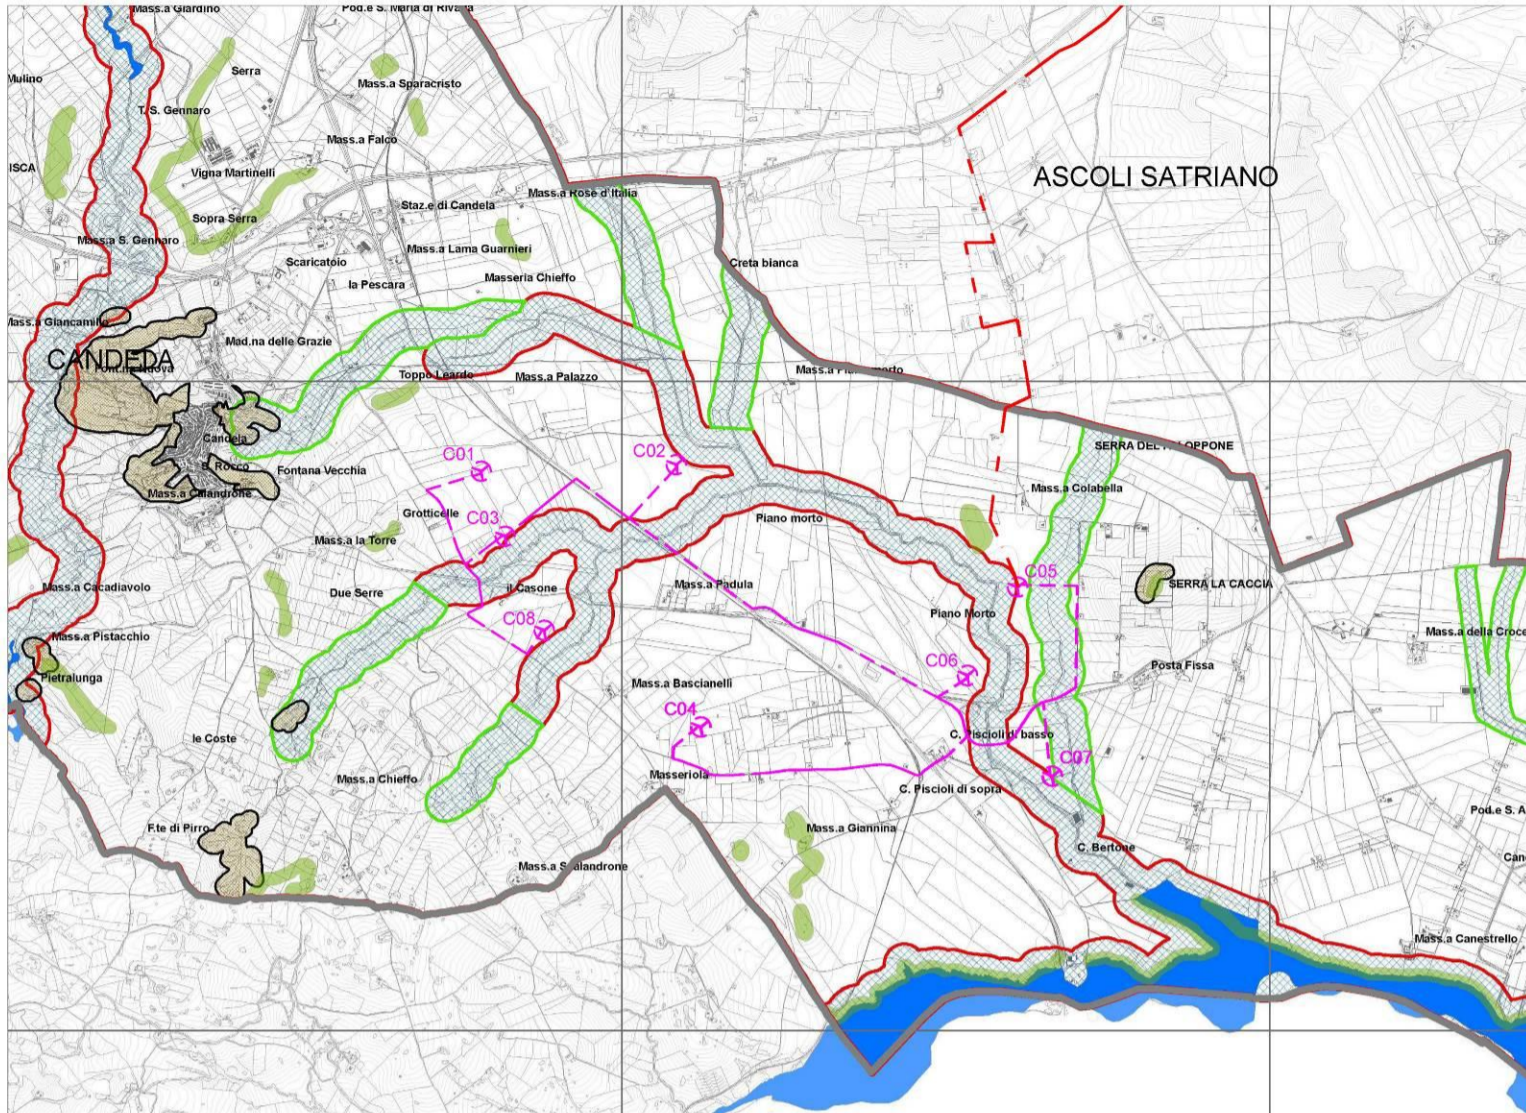 Mass.a Giardino
Pod.e S. Maria di Rivana
Mulino
Serra
Mass.a Sparacristo
T. S. Gennaro
Mass.a Falco
ISCA
Vigna Martinelli
ASCOLI SATRIANO
Mass.a Rose d'Italia
Staz.e di Candela
Sopra Serra
Mass.a S. Gennaro
Mass.a Lama Guarnieri
Scaricatoio
Creta bianca
la Pescara
Masseria Chieffo
Mass.a Giancamillo
Mad.na delle Grazie
CANDELA
Toppo Leardo
Mass.a Palazzo
Mass.a Piano morto
Candela
SERRA DEL
OPPONE
C01
C02
S. Rocco
Fontana Vecchia
Mass.a Calandrone
Mass.a Colabella
Grotticelle
C03
Piano morto
Mass.a la Torre
C05
Mass.a Cacadiavolo
Due Serre
il Casone
Mass.a Padula
SERRA LA CACCIA
Piano Morto
C08
Mass.a Pistacchio
Mass.a della Croce
C06
Posta Fissa
Pietralunga
Mass.a Bascianelli
C04
le Coste
C. Piscioli di basso
C07
Mass.a Chieffo
Masseriola
C. Piscioli di sopra
Pod.e S. A
F.te di Pirro
Mass.a Giannina
C. Bertone
Mass.a Scalandrone
Mass.a Canestrello